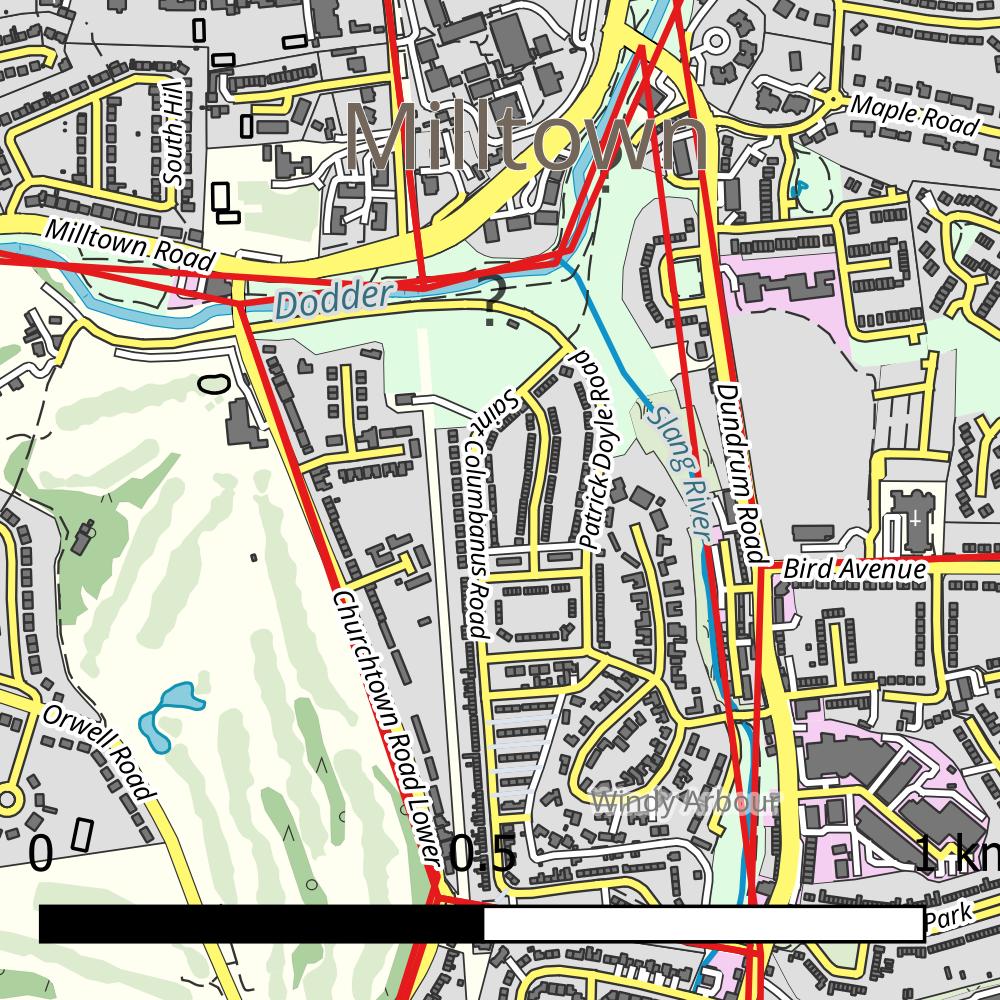 Milltown
South Hill
Maple Road
Milltown Road
Dodder
?
Saint Columbanus Road
Patrick Doyle Road
Slang River
Dundrum Road
Bird Avenue
Churchtown Road Lower
Orwell Road
Windy Arbour
0
0.5
1 km
Park